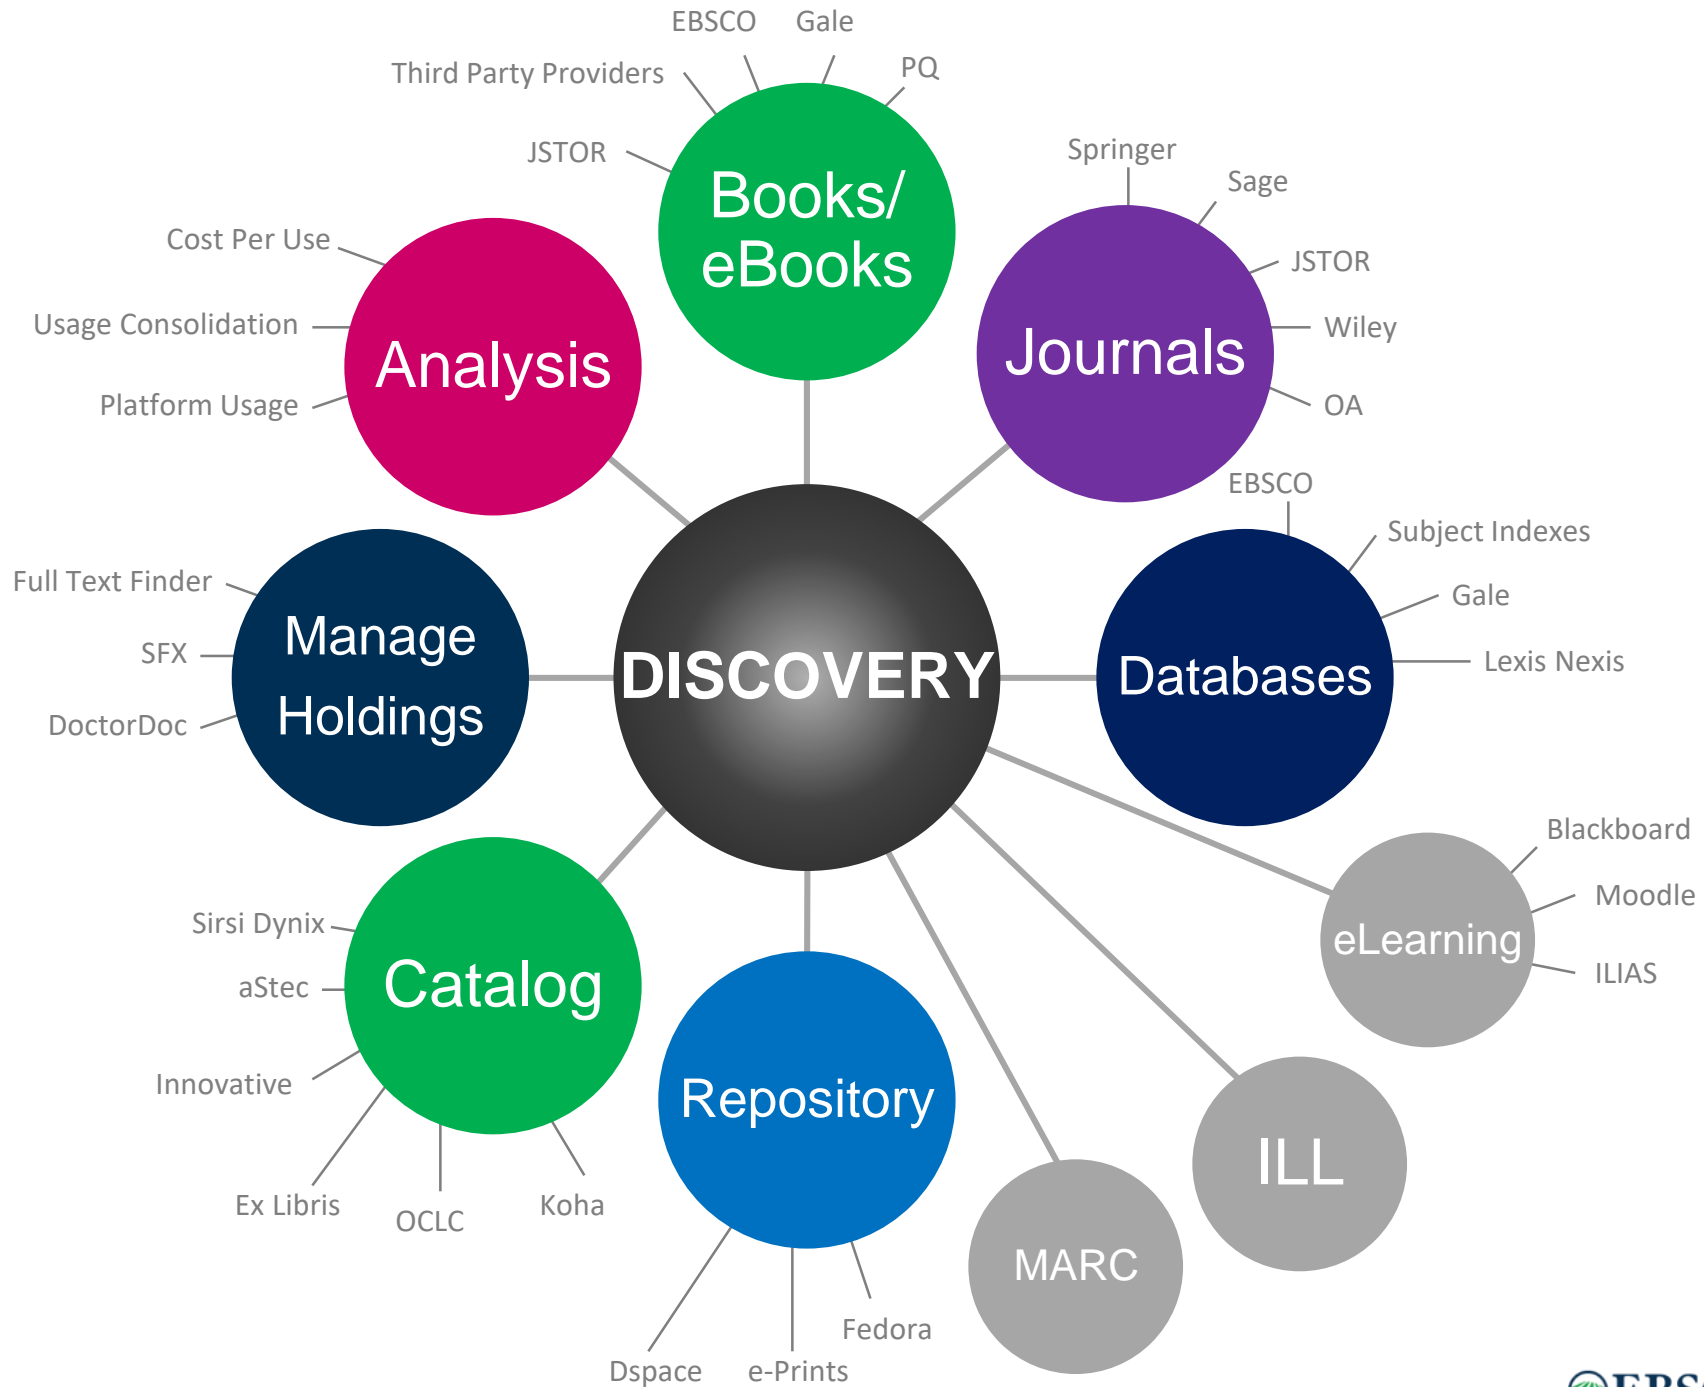 EBSCO
Gale
Third Party Providers
PQ
JSTOR
Books/
eBooks
Springer
Sage
JSTOR
Wiley
OA
Journals
Cost Per Use
Usage Consolidation
Platform Usage
Analysis
EBSCO
Subject Indexes
Gale
Lexis Nexis
Databases
Full Text Finder
SFX
DoctorDoc
Manage
Holdings
DISCOVERY
Blackboard
Moodle
ILIAS
eLearning
Sirsi Dynix
aStec
Innovative
Ex Libris
OCLC
Koha
Catalog
Repository
Dspace
e-Prints
Fedora
MARC
ILL